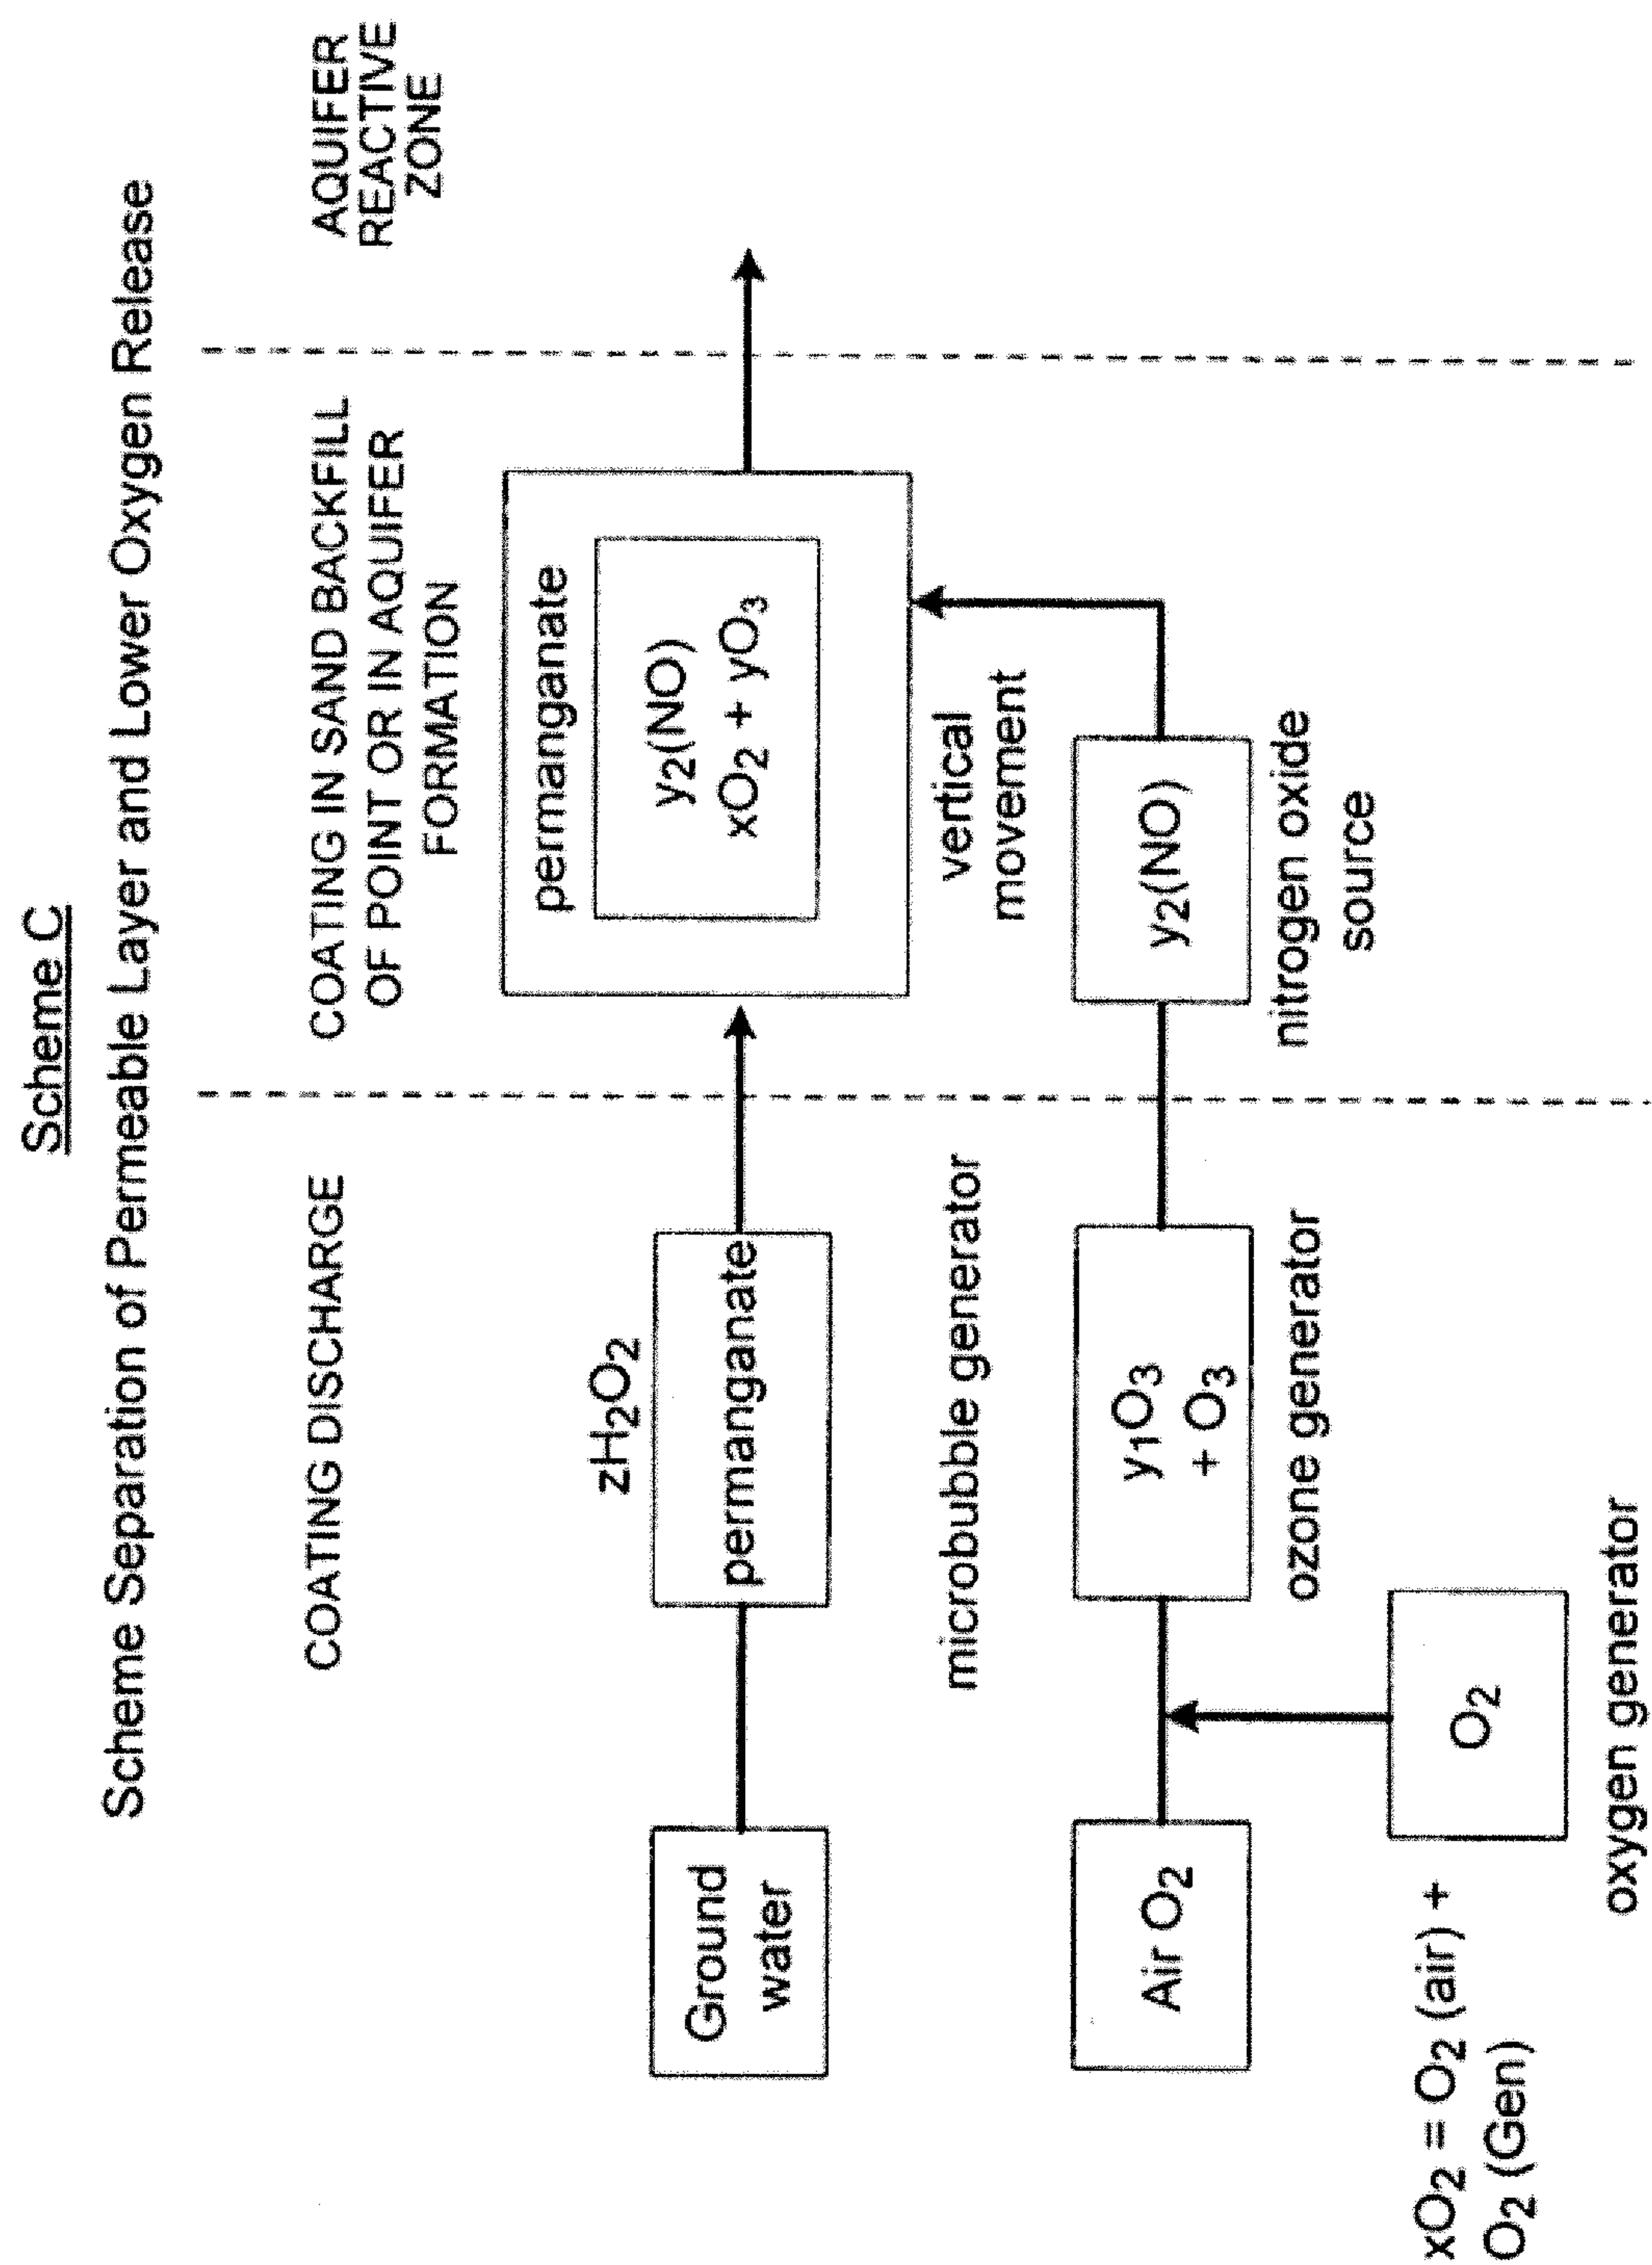 Scheme C
Scheme Separation of Permeable Layer and Lower Oxygen Release
COATING DISCHARGE
COATING IN SAND BACKFILL
OF POINT OR IN AQUIFER
FORMATION
AQUIFER
REACTIVE
ZONE
Ground
water
zH₂O₂
permanganate
permanganate
y₂(NO)
xO₂ + yO₃
vertical
movement
microbubble generator
Air O₂
y₁O₃
+ O₃
ozone generator
y₂(NO)
nitrogen oxide
source
O₂
oxygen generator
xO₂ = O₂ (air) +
O₂ (Gen)